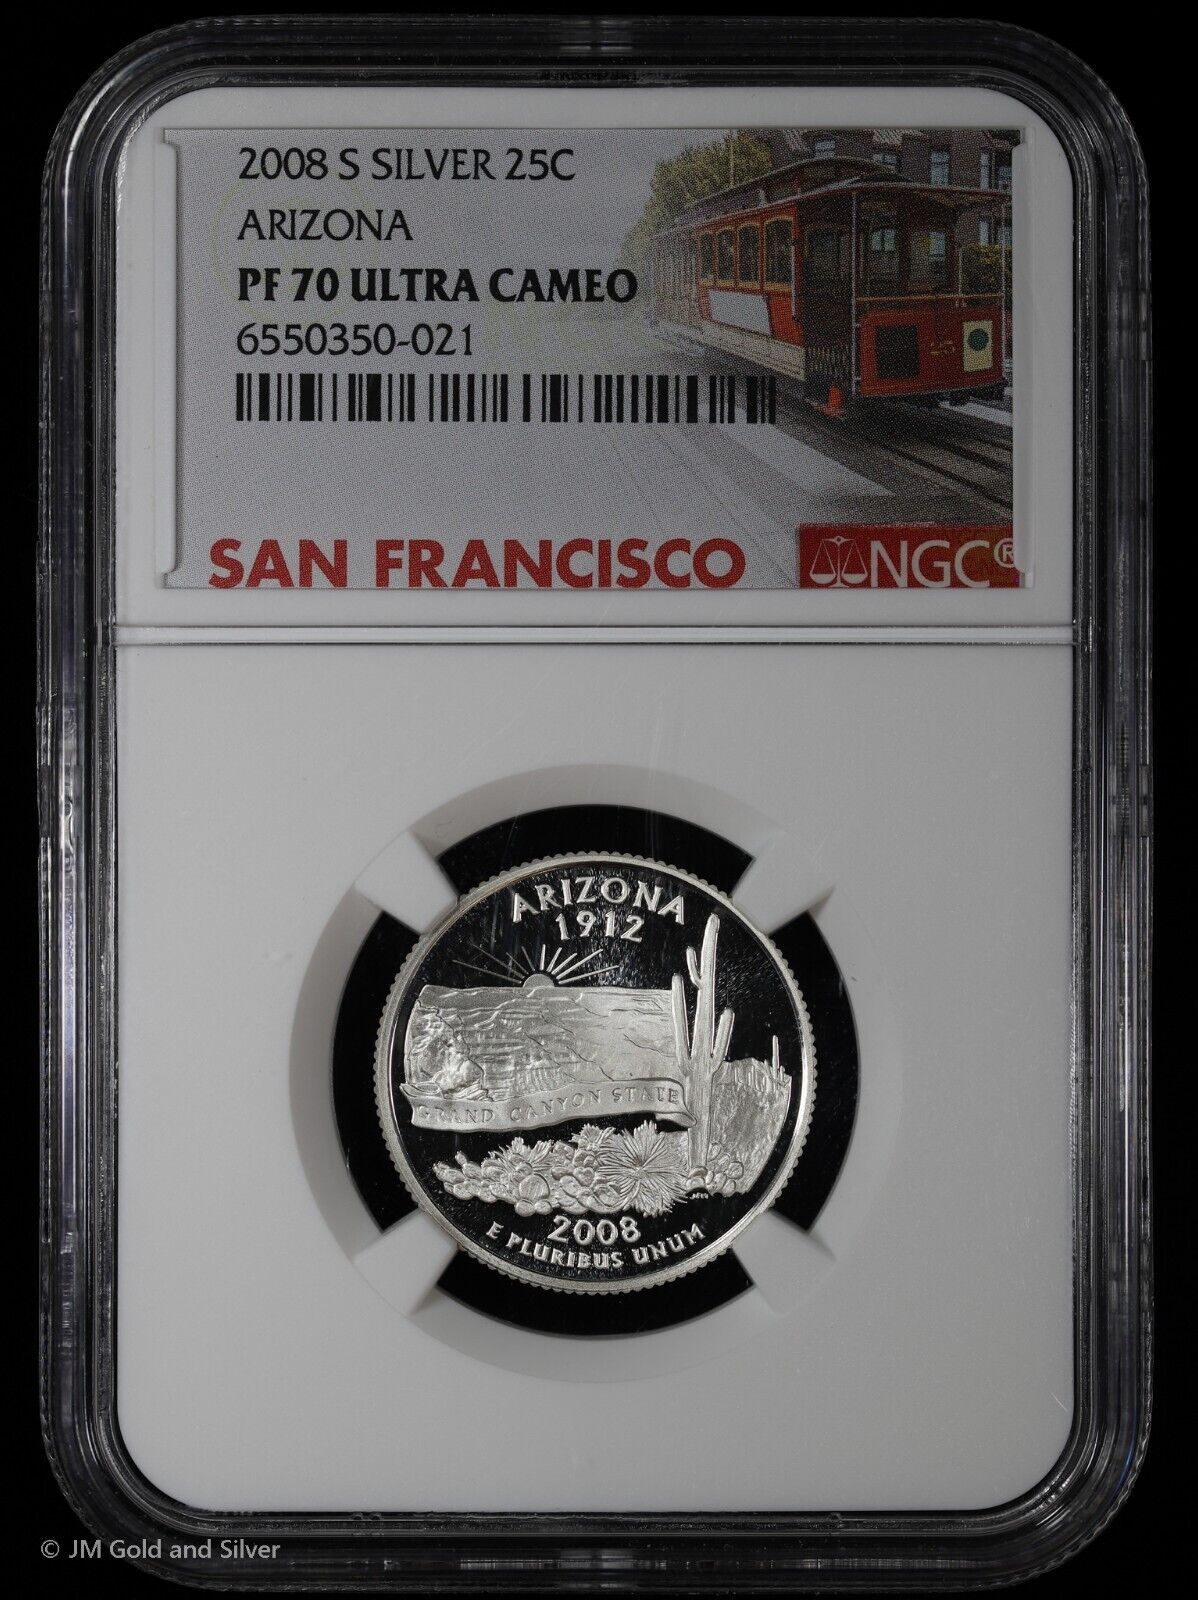 2008 S SILVER 25C
ARIZONA
PF 70 ULTRA CAMEO
6550350-021
SAN FRANCISCO
NGC®
ARIZONA
1912
GRAND CANYON STATE
2008
E PLURIBUS UNUM
© JM Gold and Silver